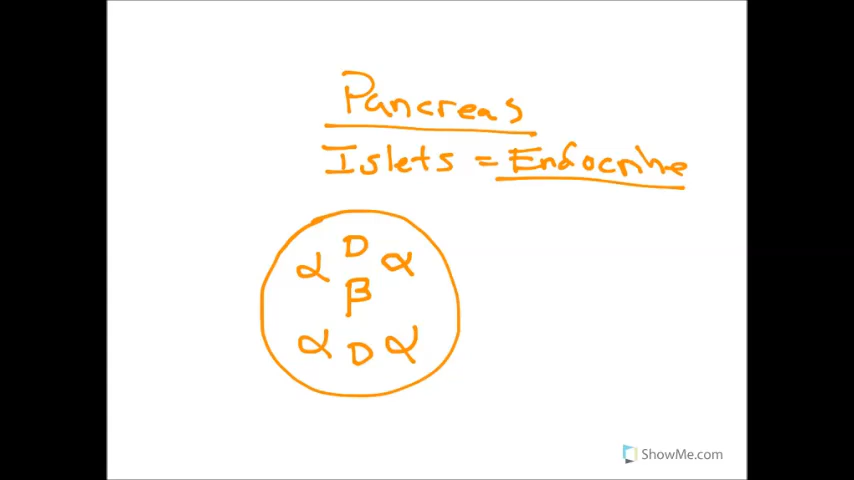 Pancreas
Islets = Endocrine
α D α
β
α D α
ShowMe.com